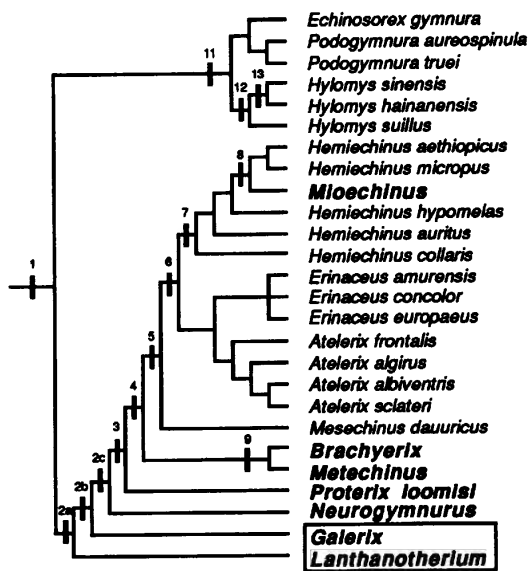 Echinosorex gymnura
11
Podogymnura aureospinula
Podogymnura truei
13
Hylomys sinensis
12
Hylomys hainanensis
Hylomys suillus
Hemiechinus aethiopicus
8
Hemiechinus micropus
Mioechinus
7
Hemiechinus hypomelas
Hemiechinus auritus
Hemiechinus collaris
6
1
Erinaceus amurensis
Erinaceus concolor
Erinaceus europaeus
5
Atelerix frontalis
Atelerix algirus
4
Atelerix albiventris
Atelerix sclateri
3
Mesechinus dauuricus
9
Brachyerix
2c
Metechinus
2b
Proterix loomisi
2a
Neurogymnurus
Galerix
Lanthanotherium